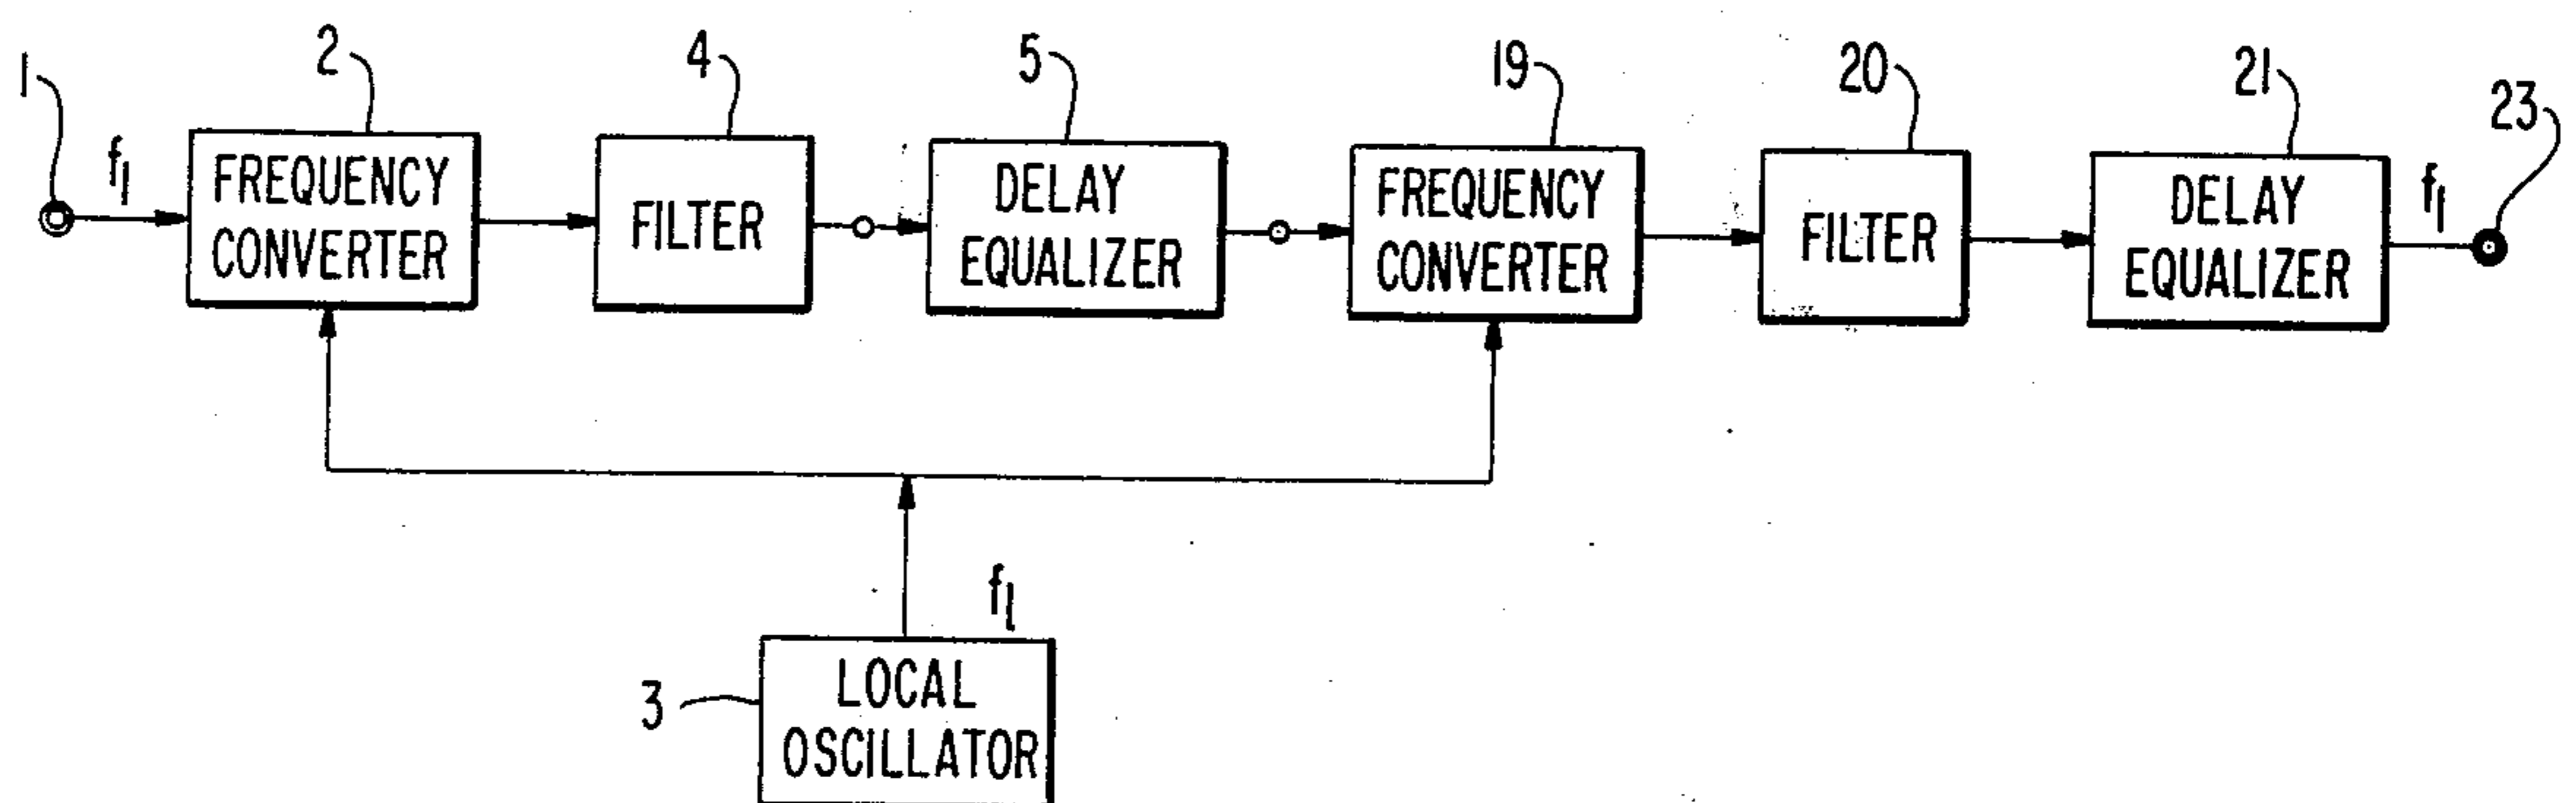 1
2
4
5
19
20
21
23
f1
FREQUENCY
CONVERTER
FILTER
DELAY
EQUALIZER
FREQUENCY
CONVERTER
FILTER
DELAY
EQUALIZER
f1
fl
3
LOCAL
OSCILLATOR